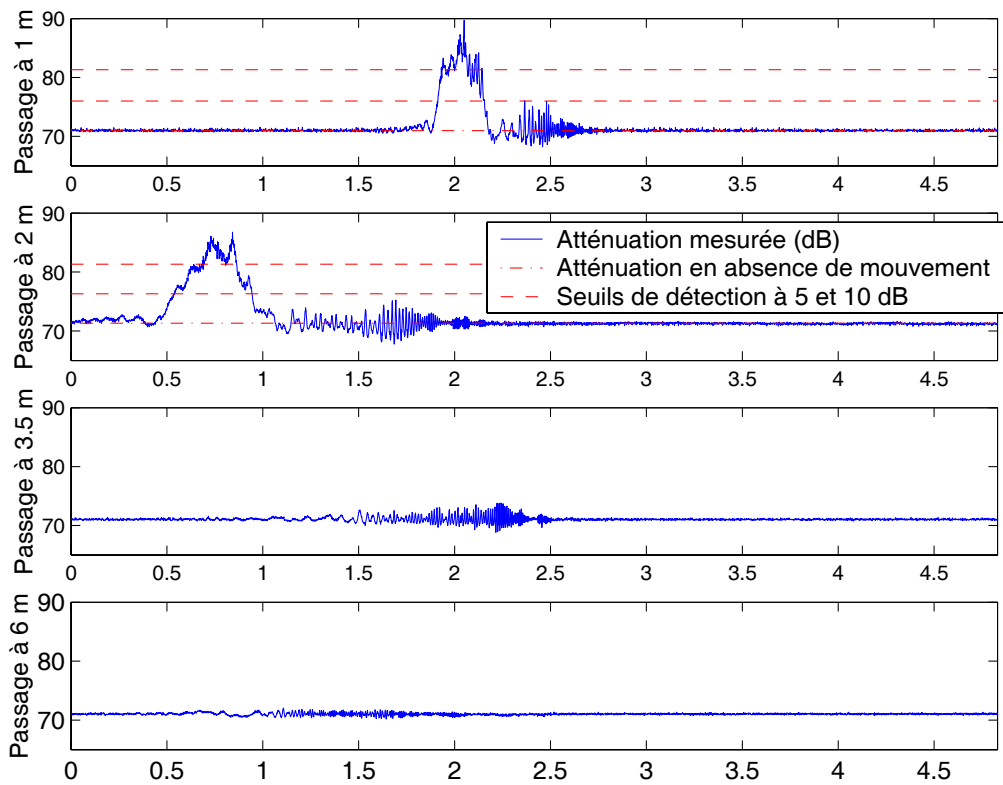 Passage à 1 m
90
80
70
0 0.5 1 1.5 2 2.5 3 3.5 4 4.5
Passage à 2 m
90
80
70
Atténuation mesurée (dB)
Atténuation en absence de mouvement
Seuils de détection à 5 et 10 dB
0 0.5 1 1.5 2 2.5 3 3.5 4 4.5
Passage à 3.5 m
90
80
70
0 0.5 1 1.5 2 2.5 3 3.5 4 4.5
Passage à 6 m
90
80
70
0 0.5 1 1.5 2 2.5 3 3.5 4 4.5